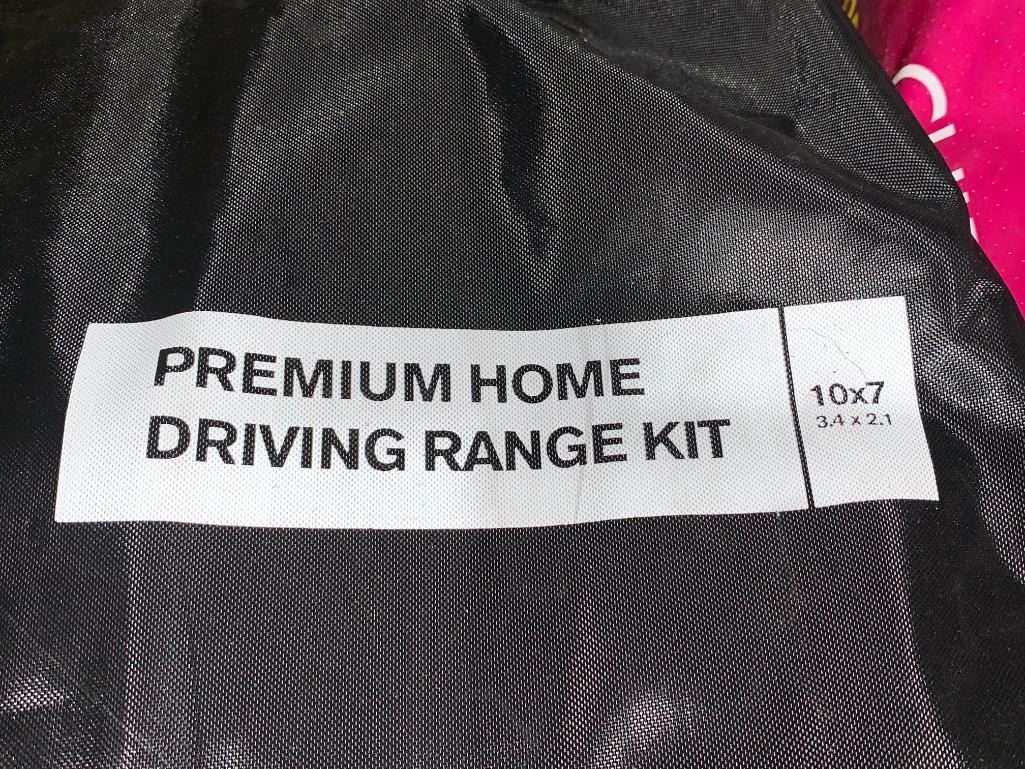 PREMIUM HOME
DRIVING RANGE KIT
10x7
3.4 x 2.1